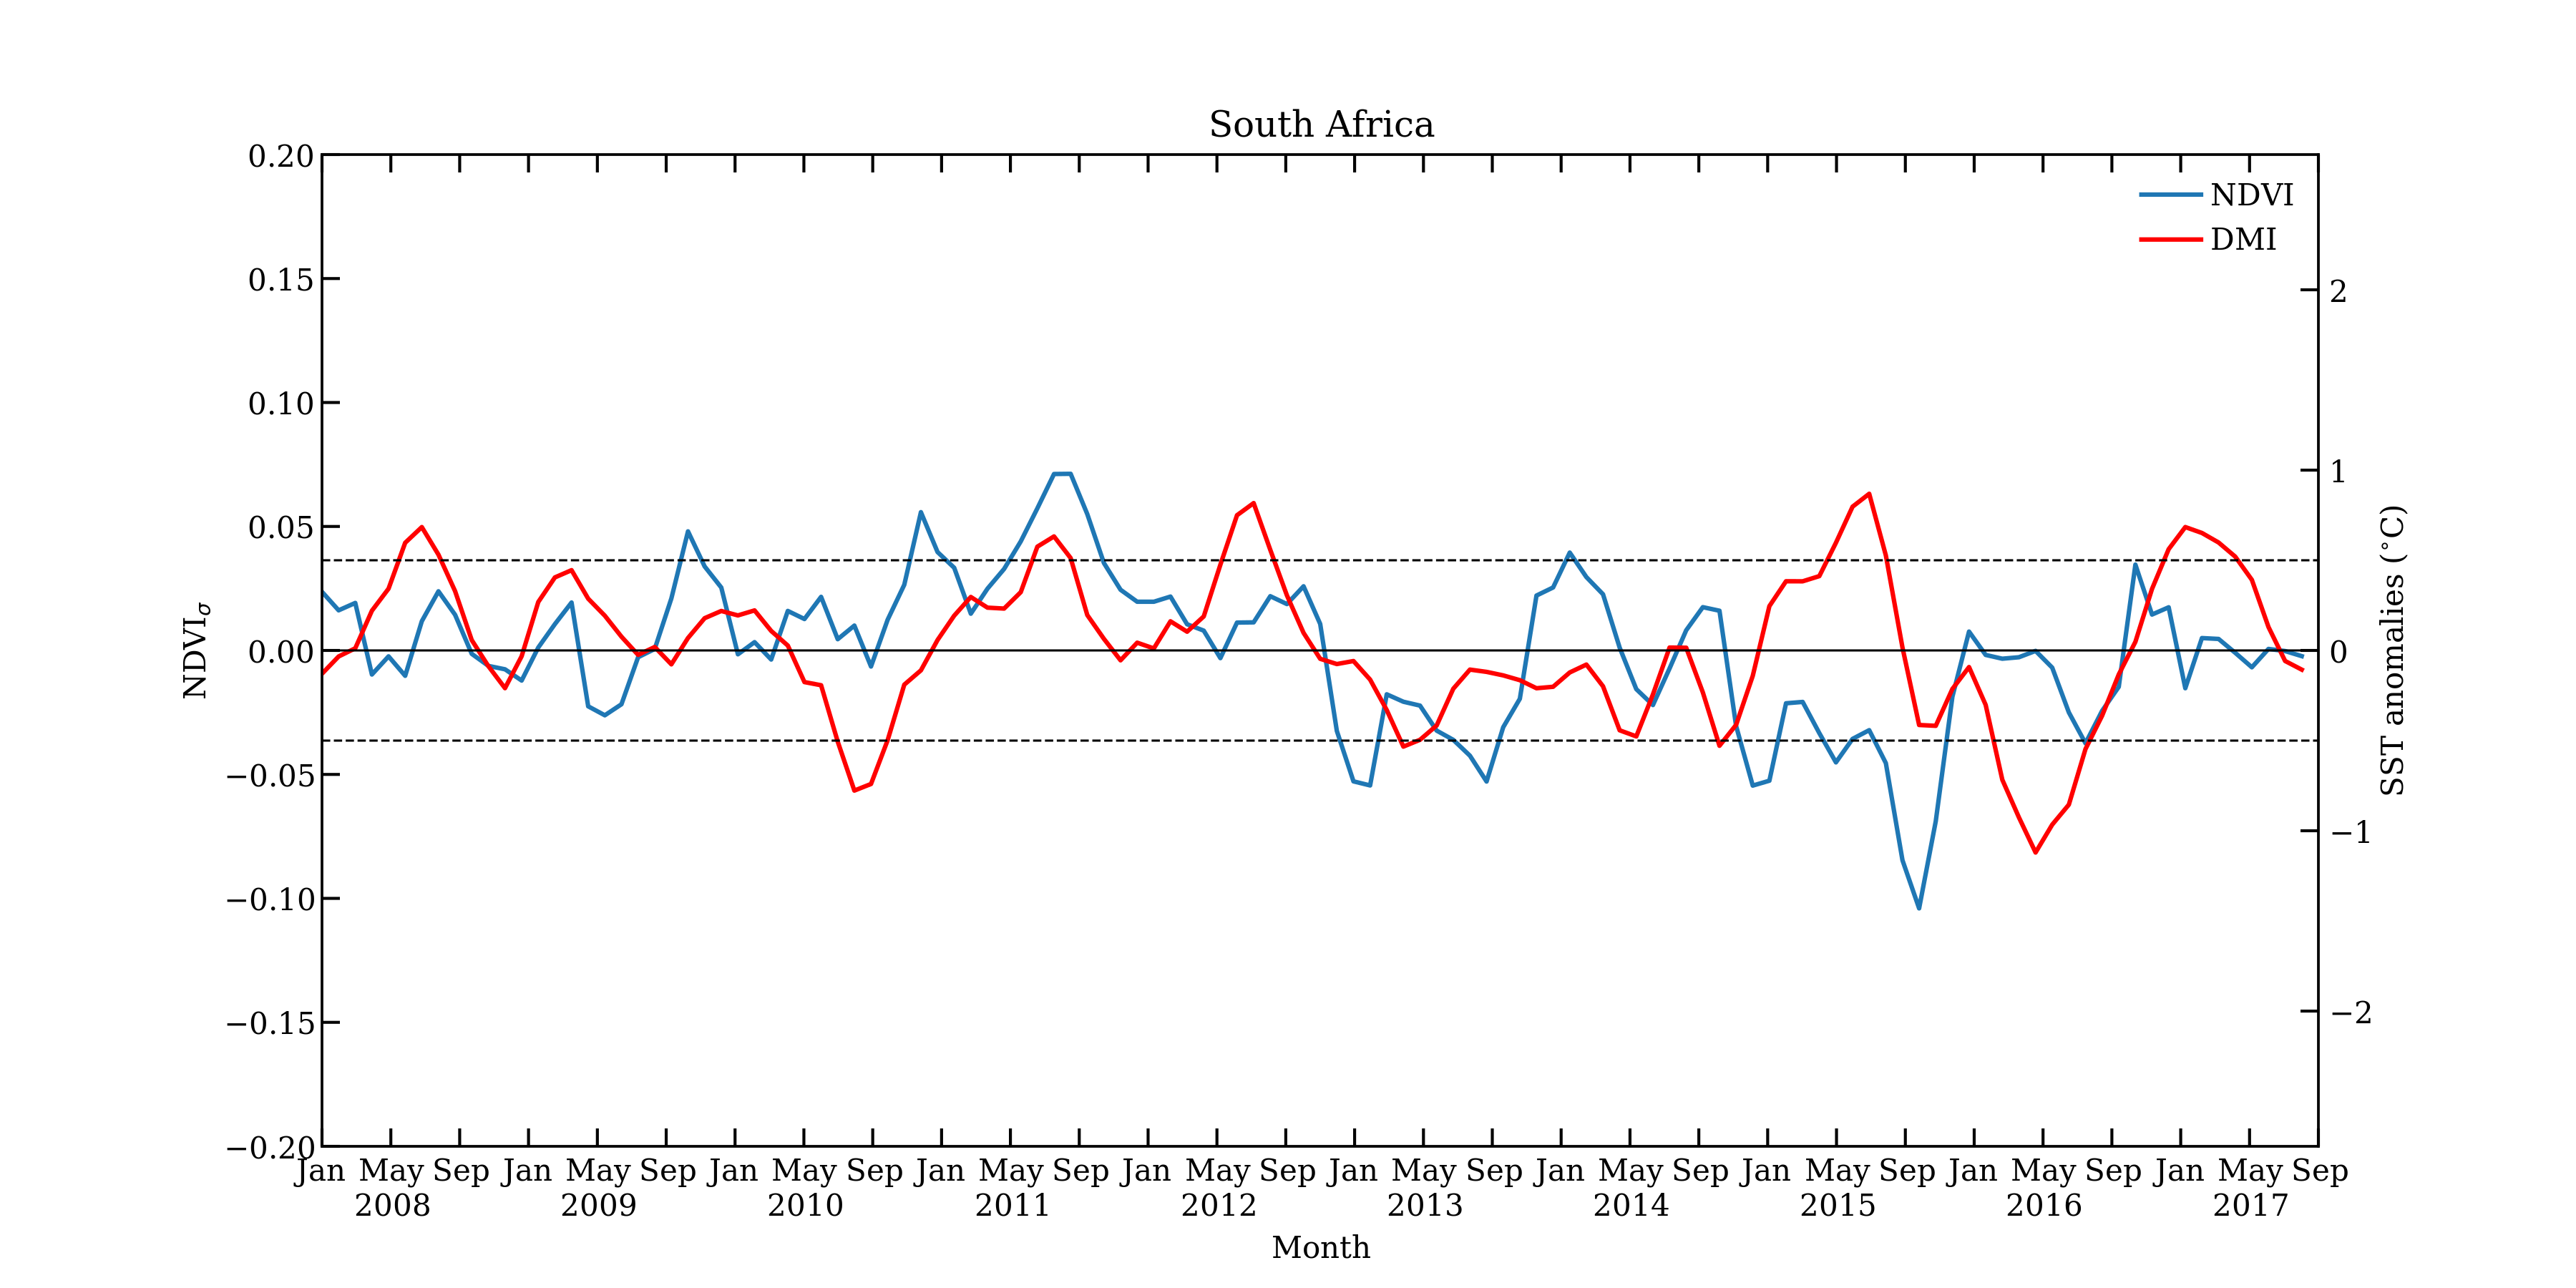 South Africa
NDVI
DMI
0.20
0.15
0.10
0.05
0.00
−0.05
−0.10
−0.15
−0.20
NDVIσ
2
1
0
−1
−2
SST anomalies (°C)
Jan May Sep Jan May Sep Jan May Sep Jan May Sep Jan May Sep Jan May Sep Jan May Sep Jan May Sep Jan May Sep Jan May Sep
2008 2009 2010 2011 2012 2013 2014 2015 2016 2017
Month